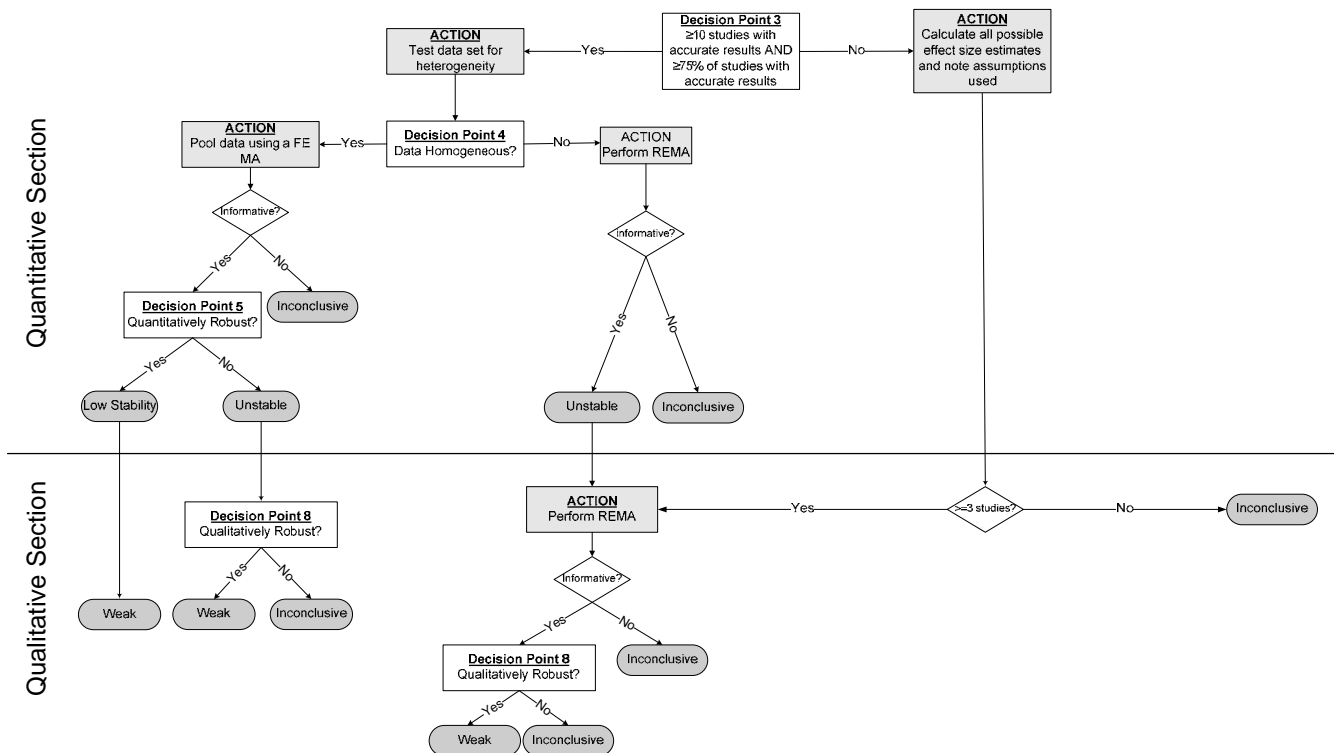 Quantitative Section
Decision Point 3
≥10 studies with
accurate results AND
≥75% of studies with
accurate results
Yes
No
ACTION
Test data set for
heterogeneity
ACTION
Calculate all possible
effect size estimates
and note assumptions
used
Decision Point 4
Data Homogeneous?
Yes
No
ACTION
Pool data using a FE
MA
ACTION
Perform REMA
Informative?
Yes
No
Inconclusive
informative?
Yes
No
Decision Point 5
Quantitatively Robust?
Yes
No
Low Stability
Unstable
Unstable
Inconclusive
Qualitative Section
Decision Point 8
Qualitatively Robust?
Yes
No
Weak
Weak
Inconclusive
>=3 studies?
Yes
No
Inconclusive
ACTION
Perform REMA
Informative?
Yes
No
Inconclusive
Decision Point 8
Qualitatively Robust?
Yes
No
Weak
Inconclusive